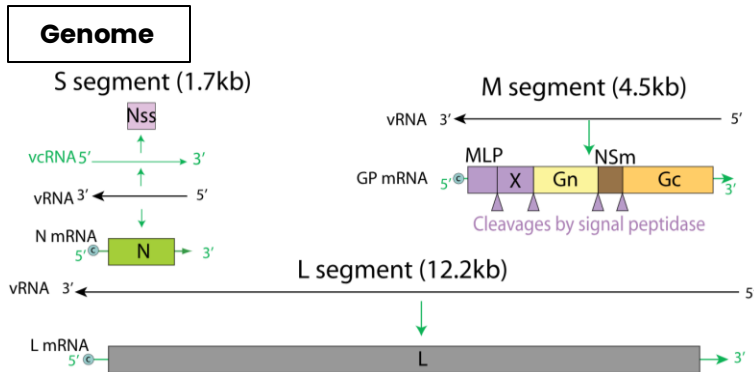 Genome
S segment (1.7kb)
Nss
vcRNA 5′ 3′
vRNA 3′ 5′
N mRNA
5′ c N 3′
M segment (4.5kb)
vRNA 3′ 5′
MLP NSm
GP mRNA 5′ c X Gn Gc 3′
Cleavages by signal peptidase
L segment (12.2kb)
vRNA 3′ 5
L mRNA
5′ c L 3′